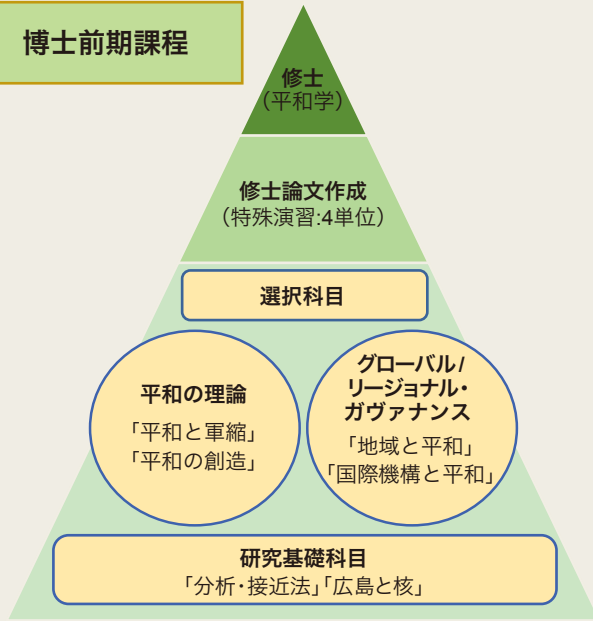 博士前期課程
修士
（平和学）
修士論文作成
（特殊演習:4単位）
選択科目
平和の理論
「平和と軍縮」
「平和の創造」
グローバル/
リージョナル・
ガヴァナンス
「地域と平和」
「国際機構と平和」
研究基礎科目
「分析・接近法」「広島と核」